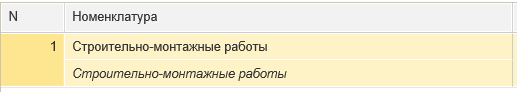 N Номенклатура
1 Строительно-монтажные работы
Строительно-монтажные работы